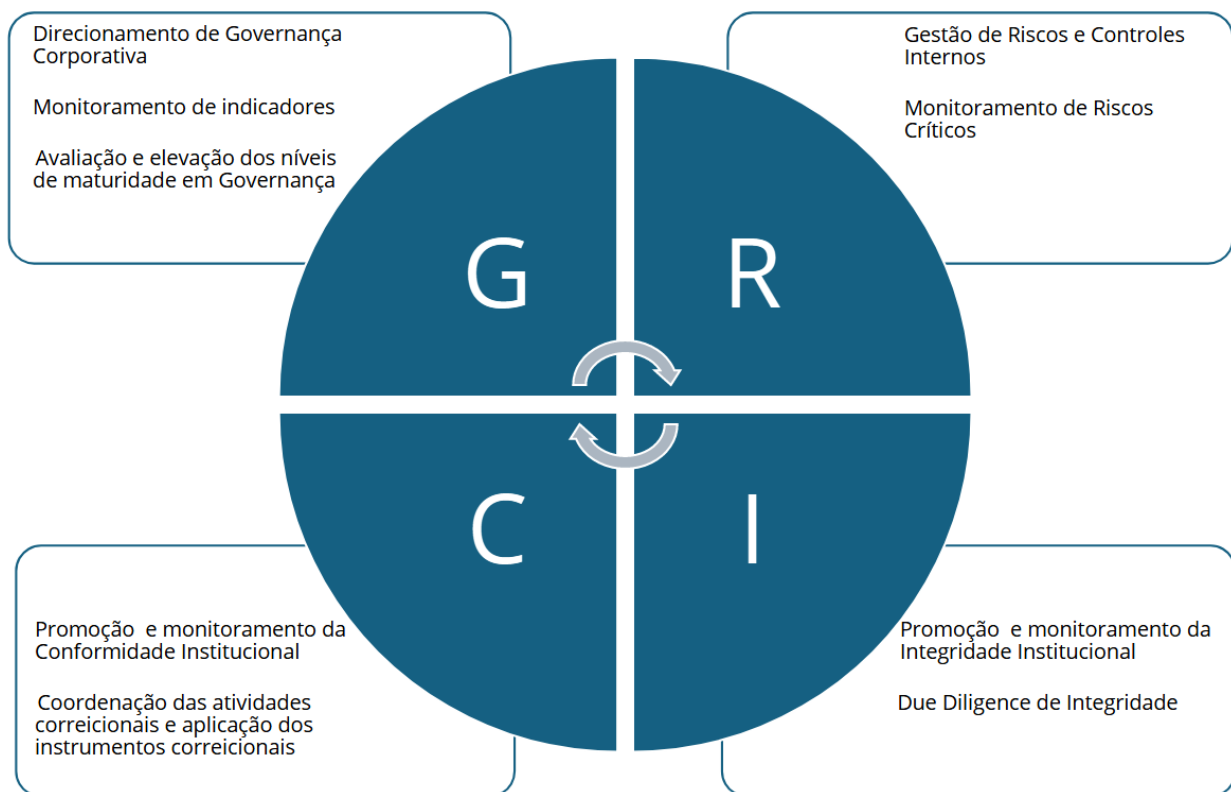 Direcionamento de Governança
Corporativa
Monitoramento de indicadores
Avaliação e elevação dos níveis
de maturidade em Governança
Gestão de Riscos e Controles
Internos
Monitoramento de Riscos
Críticos
G
R
C
I
Promoção e monitoramento da
Conformidade Institucional
Coordenação das atividades
correicionais e aplicação dos
instrumentos correicionais
Promoção e monitoramento da
Integridade Institucional
Due Diligence de Integridade